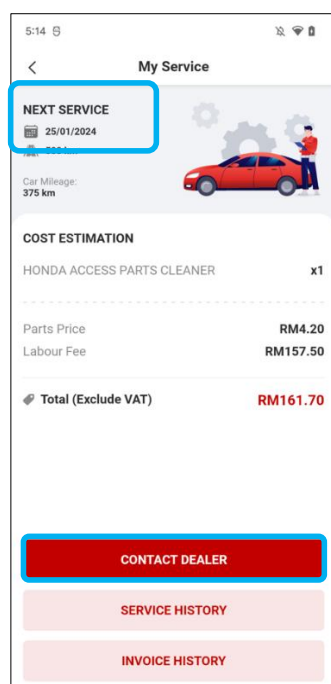 5:14
My Service
NEXT SERVICE
25/01/2024
Car Mileage:
375 km
COST ESTIMATION
HONDA ACCESS PARTS CLEANER x1
Parts Price RM4.20
Labour Fee RM157.50
Total (Exclude VAT) RM161.70
CONTACT DEALER
SERVICE HISTORY
INVOICE HISTORY